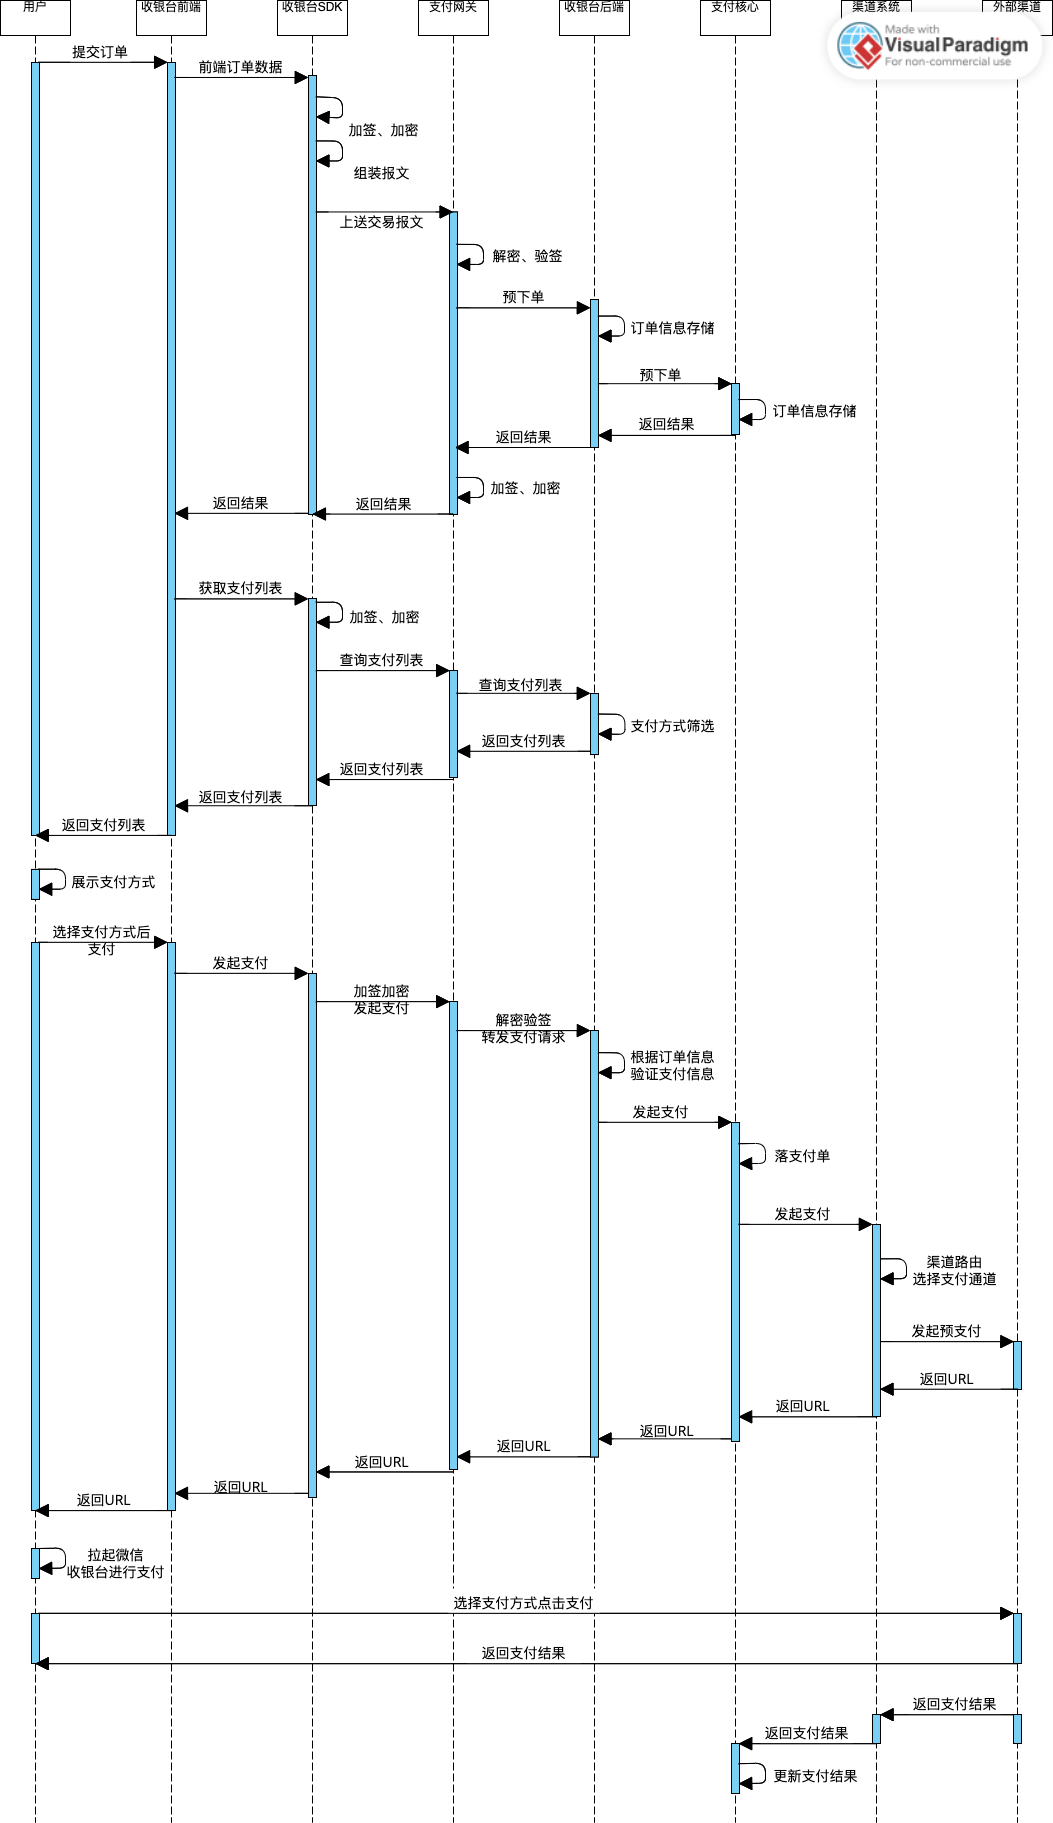 用户
收银台前端
收银台SDK
支付网关
收银台后端
支付核心
渠道系统
外部渠道
Made with
Visual Paradigm
For non-commercial use
提交订单
前端订单数据
加签、加密
组装报文
上送交易报文
解密、验签
预下单
订单信息存储
预下单
订单信息存储
返回结果
返回结果
加签、加密
返回结果
返回结果
获取支付列表
加签、加密
查询支付列表
查询支付列表
支付方式筛选
返回支付列表
返回支付列表
返回支付列表
返回支付列表
展示支付方式
选择支付方式后
支付
发起支付
加签加密
发起支付
解密验签
转发支付请求
根据订单信息
验证支付信息
发起支付
落支付单
发起支付
渠道路由
选择支付通道
发起预支付
返回URL
返回URL
返回URL
返回URL
返回URL
返回URL
返回URL
拉起微信
收银台进行支付
选择支付方式点击支付
返回支付结果
返回支付结果
返回支付结果
更新支付结果